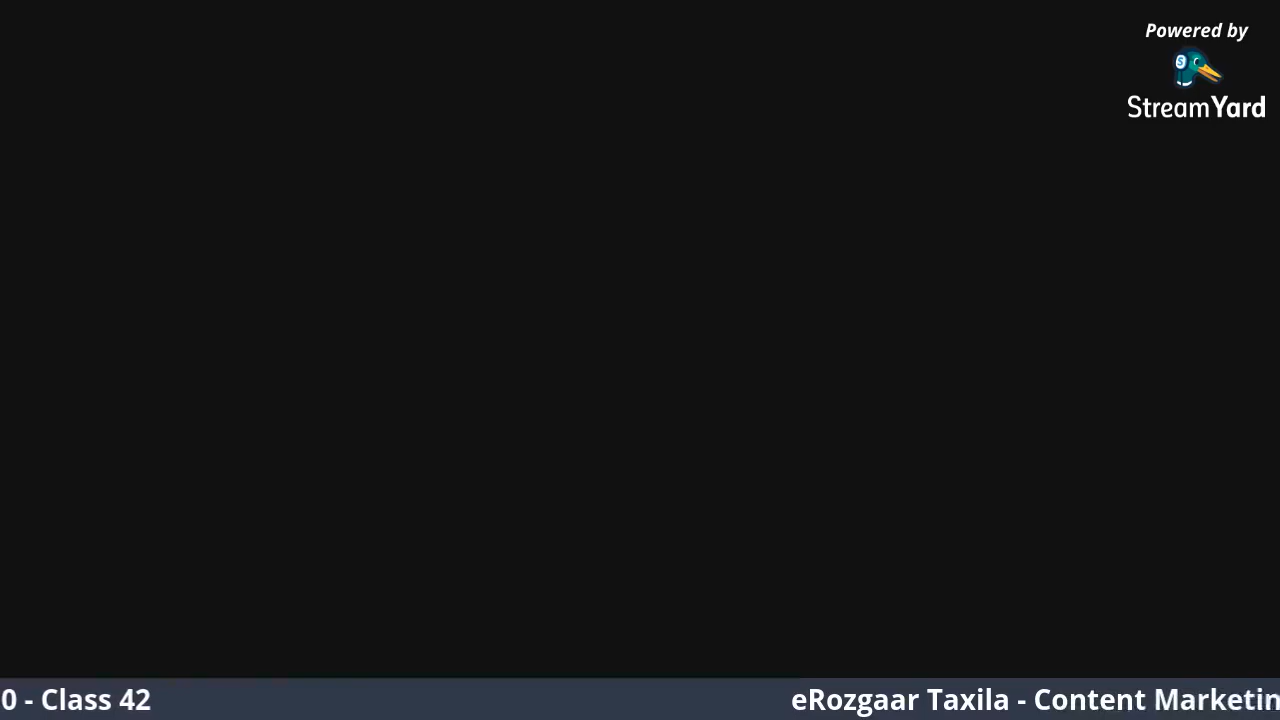 Powered by
StreamYard
0 - Class 42
eRozgaar Taxila - Content Marketin